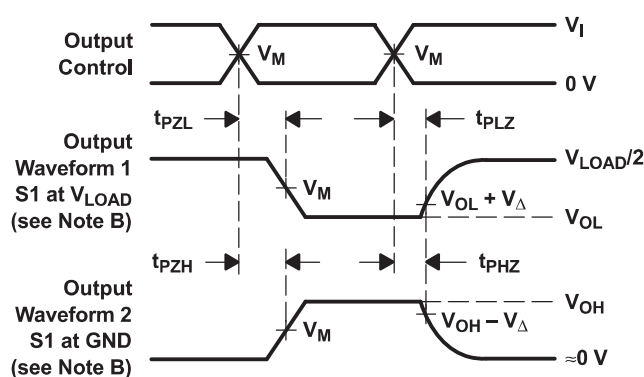 Output
Control
V_M
V_M
V_I
0 V
t_PZL
t_PLZ
Output
Waveform 1
S1 at V_LOAD
(see Note B)
V_M
V_LOAD/2
V_OL + V_Δ
V_OL
t_PZH
t_PHZ
Output
Waveform 2
S1 at GND
(see Note B)
V_M
V_OH
V_OH − V_Δ
≈0 V